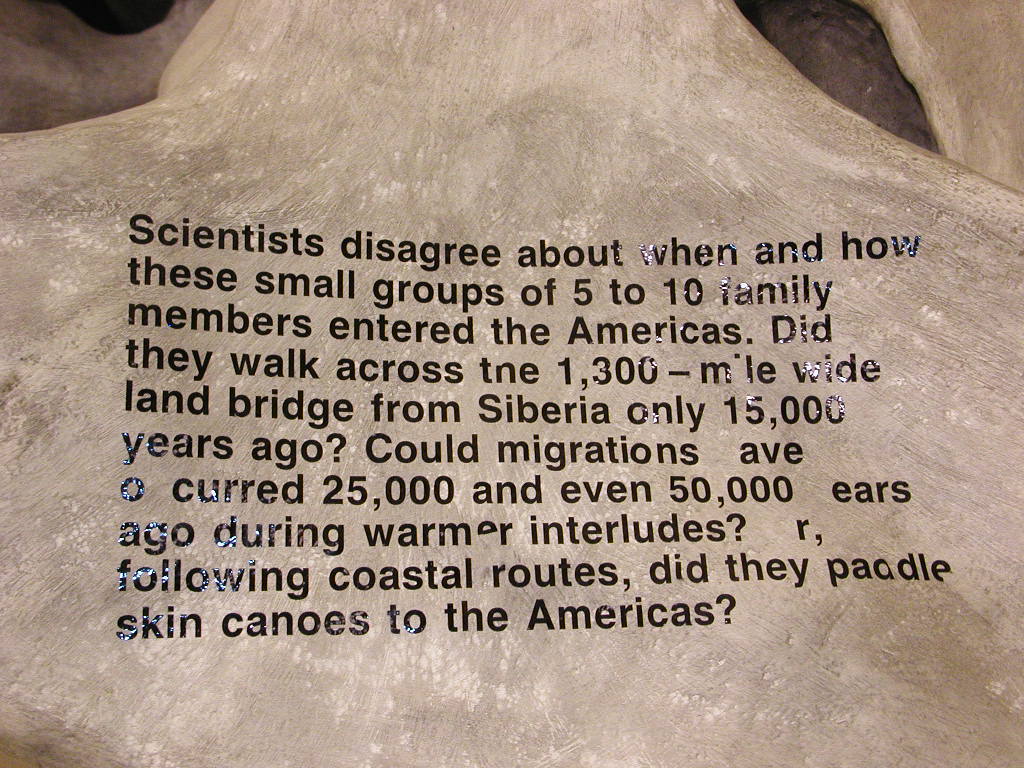 Scientists disagree about when and how
these small groups of 5 to 10 family
members entered the Americas. Did
they walk across tne 1,300 – m le wide
land bridge from Siberia only 15,000
years ago? Could migrations ave
o curred 25,000 and even 50,000 ears
ago during warmer interludes? r,
following coastal routes, did they paddle
skin canoes to the Americas?